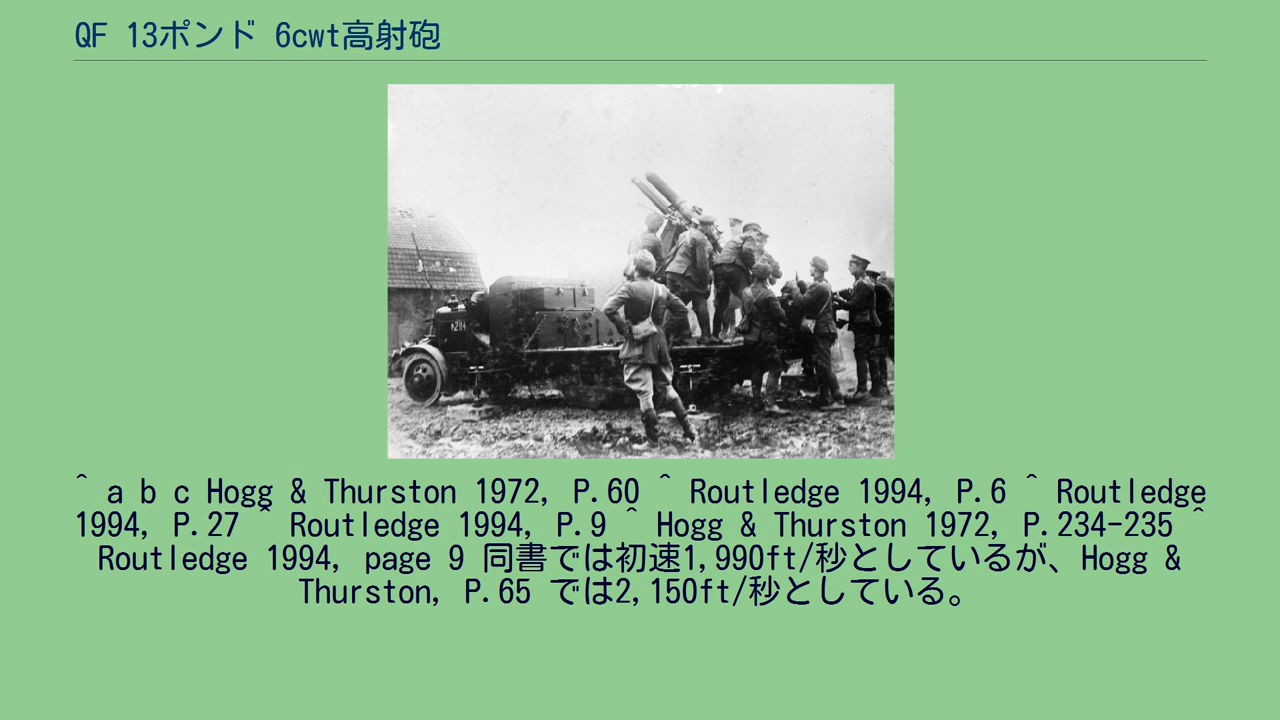 QF 13ポンド 6cwt高射砲
^ a b c Hogg & Thurston 1972, P.60 ^ Routledge 1994, P.6 ^ Routledge
1994, P.27 ^ Routledge 1994, P.9 ^ Hogg & Thurston 1972, P.234-235 ^
Routledge 1994, page 9 同書では初速1,990ft/秒としているが、Hogg &
Thurston, P.65 では2,150ft/秒としている。